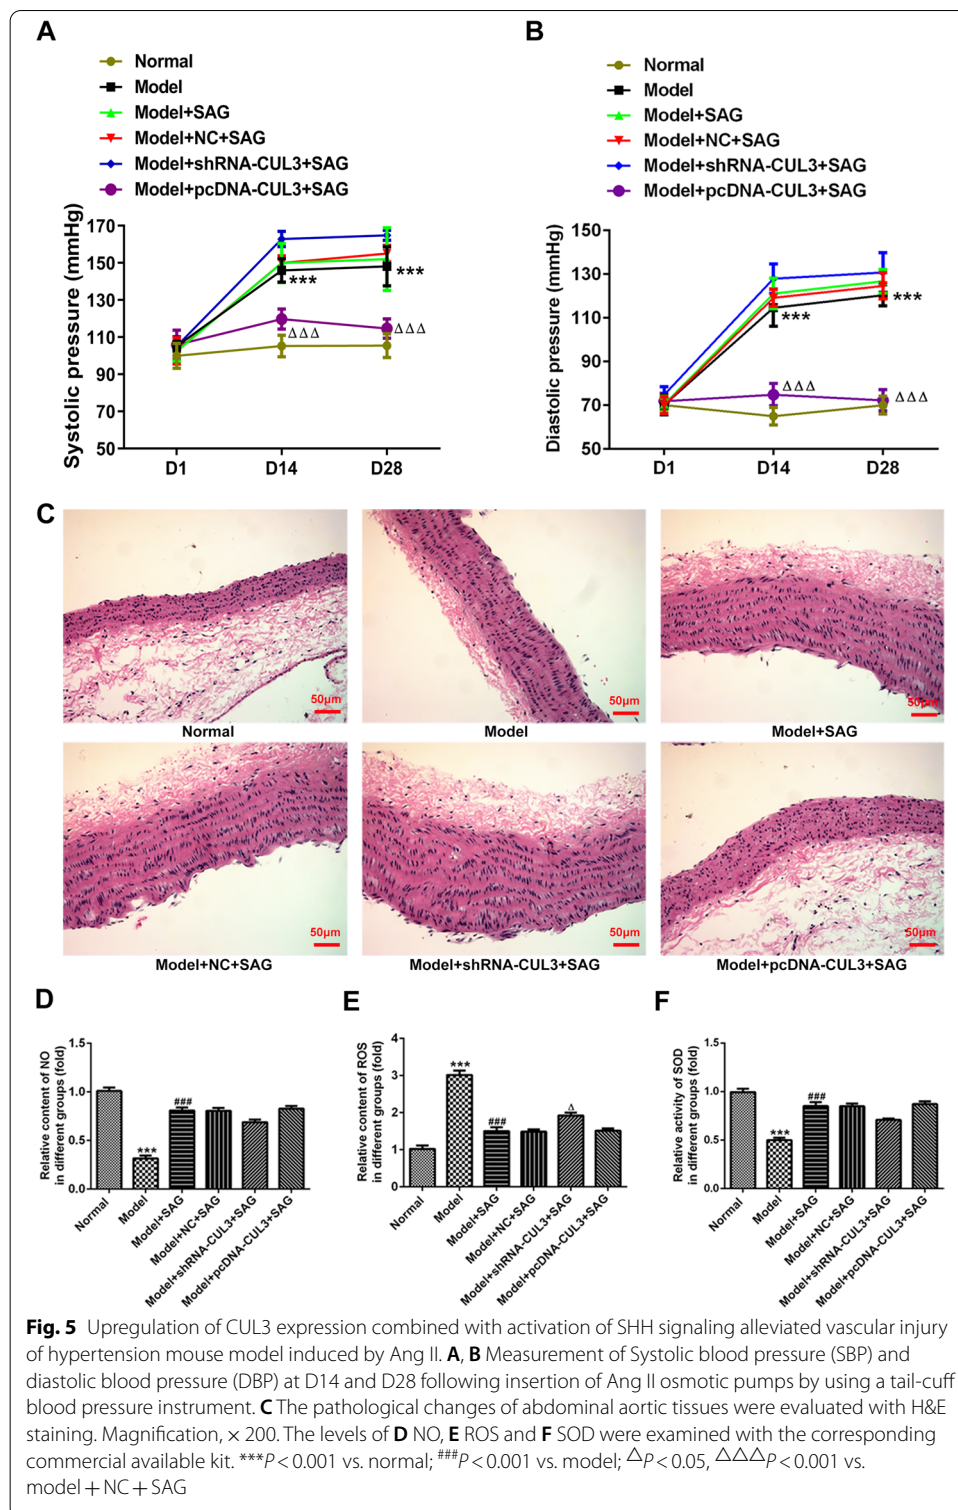 A
Normal
Model
Model+SAG
Model+NC+SAG
Model+shRNA-CUL3+SAG
Model+pcDNA-CUL3+SAG
Systolic pressure (mmHg)
170
150
130
110
90
70
50
***
***
ΔΔΔ
ΔΔΔ
D1
D14
D28
B
Normal
Model
Model+SAG
Model+NC+SAG
Model+shRNA-CUL3+SAG
Model+pcDNA-CUL3+SAG
Diastolic pressure (mmHg)
150
130
110
90
70
50
***
***
ΔΔΔ
ΔΔΔ
D1
D14
D28
C
50μm
50μm
50μm
Normal
Model
Model+SAG
50μm
50μm
50μm
Model+NC+SAG
Model+shRNA-CUL3+SAG
Model+pcDNA-CUL3+SAG
D
Relative content of NO
in different groups (fold)
1.5
1.0
0.5
0.0
***
###
Normal
Model
Model+SAG
Model+NC+SAG
Model+shRNA-CUL3+SAG
Model+pcDNA-CUL3+SAG
E
Relative content of ROS
in different groups (fold)
4
3
2
1
0
***
###
Δ
Normal
Model
Model+SAG
Model+NC+SAG
Model+shRNA-CUL3+SAG
Model+pcDNA-CUL3+SAG
F
Relative activity of SOD
in different groups (fold)
1.5
1.0
0.5
0.0
***
###
Normal
Model
Model+SAG
Model+NC+SAG
Model+shRNA-CUL3+SAG
Model+pcDNA-CUL3+SAG
Fig. 5 Upregulation of CUL3 expression combined with activation of SHH signaling alleviated vascular injury
of hypertension mouse model induced by Ang II. A, B Measurement of Systolic blood pressure (SBP) and
diastolic blood pressure (DBP) at D14 and D28 following insertion of Ang II osmotic pumps by using a tail-cuff
blood pressure instrument. C The pathological changes of abdominal aortic tissues were evaluated with H&E
staining. Magnification, × 200. The levels of D NO, E ROS and F SOD were examined with the corresponding
commercial available kit. ***P < 0.001 vs. normal; ###P < 0.001 vs. model; △P < 0.05, △△△P < 0.001 vs.
model + NC + SAG